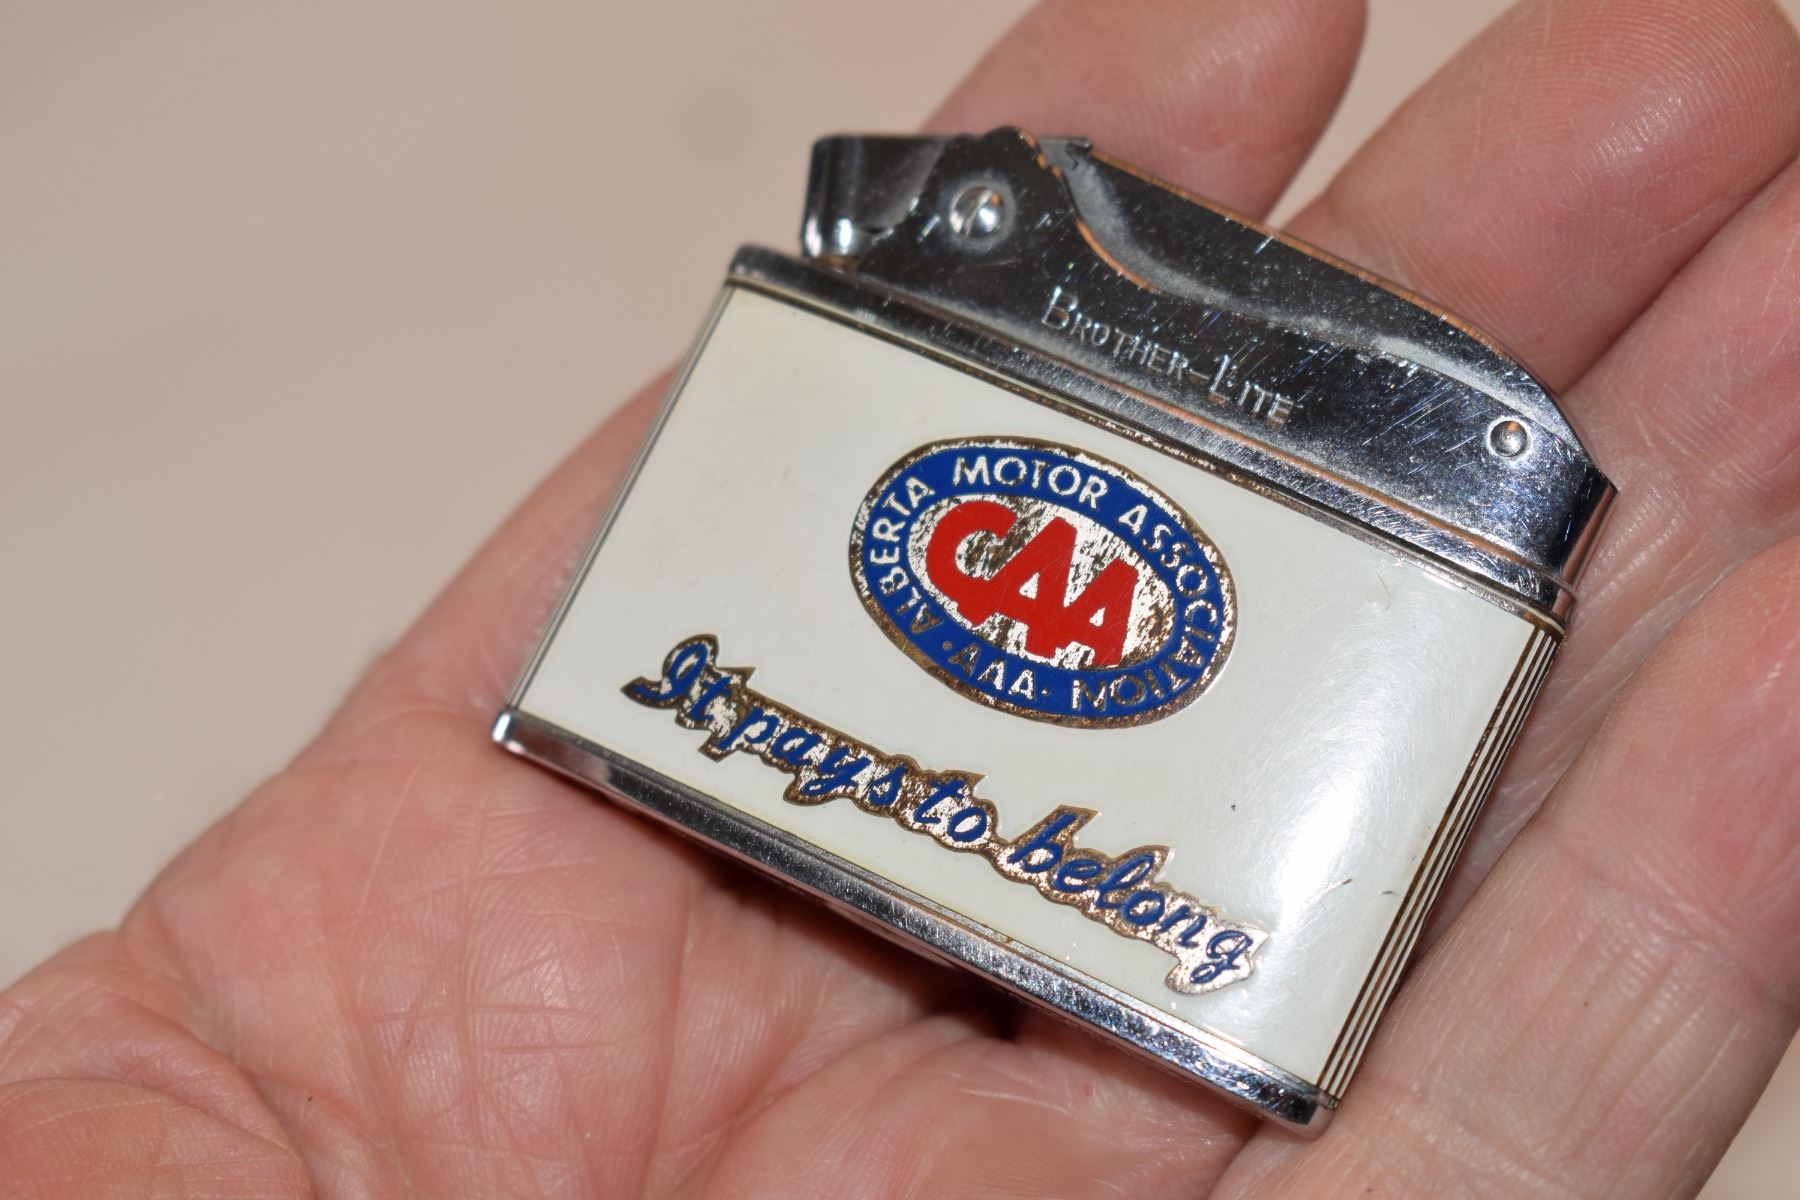 BROTHER-LITE
ALBERTA MOTOR ASSOCIATION
CAA
· AAA ·
It pays to belong